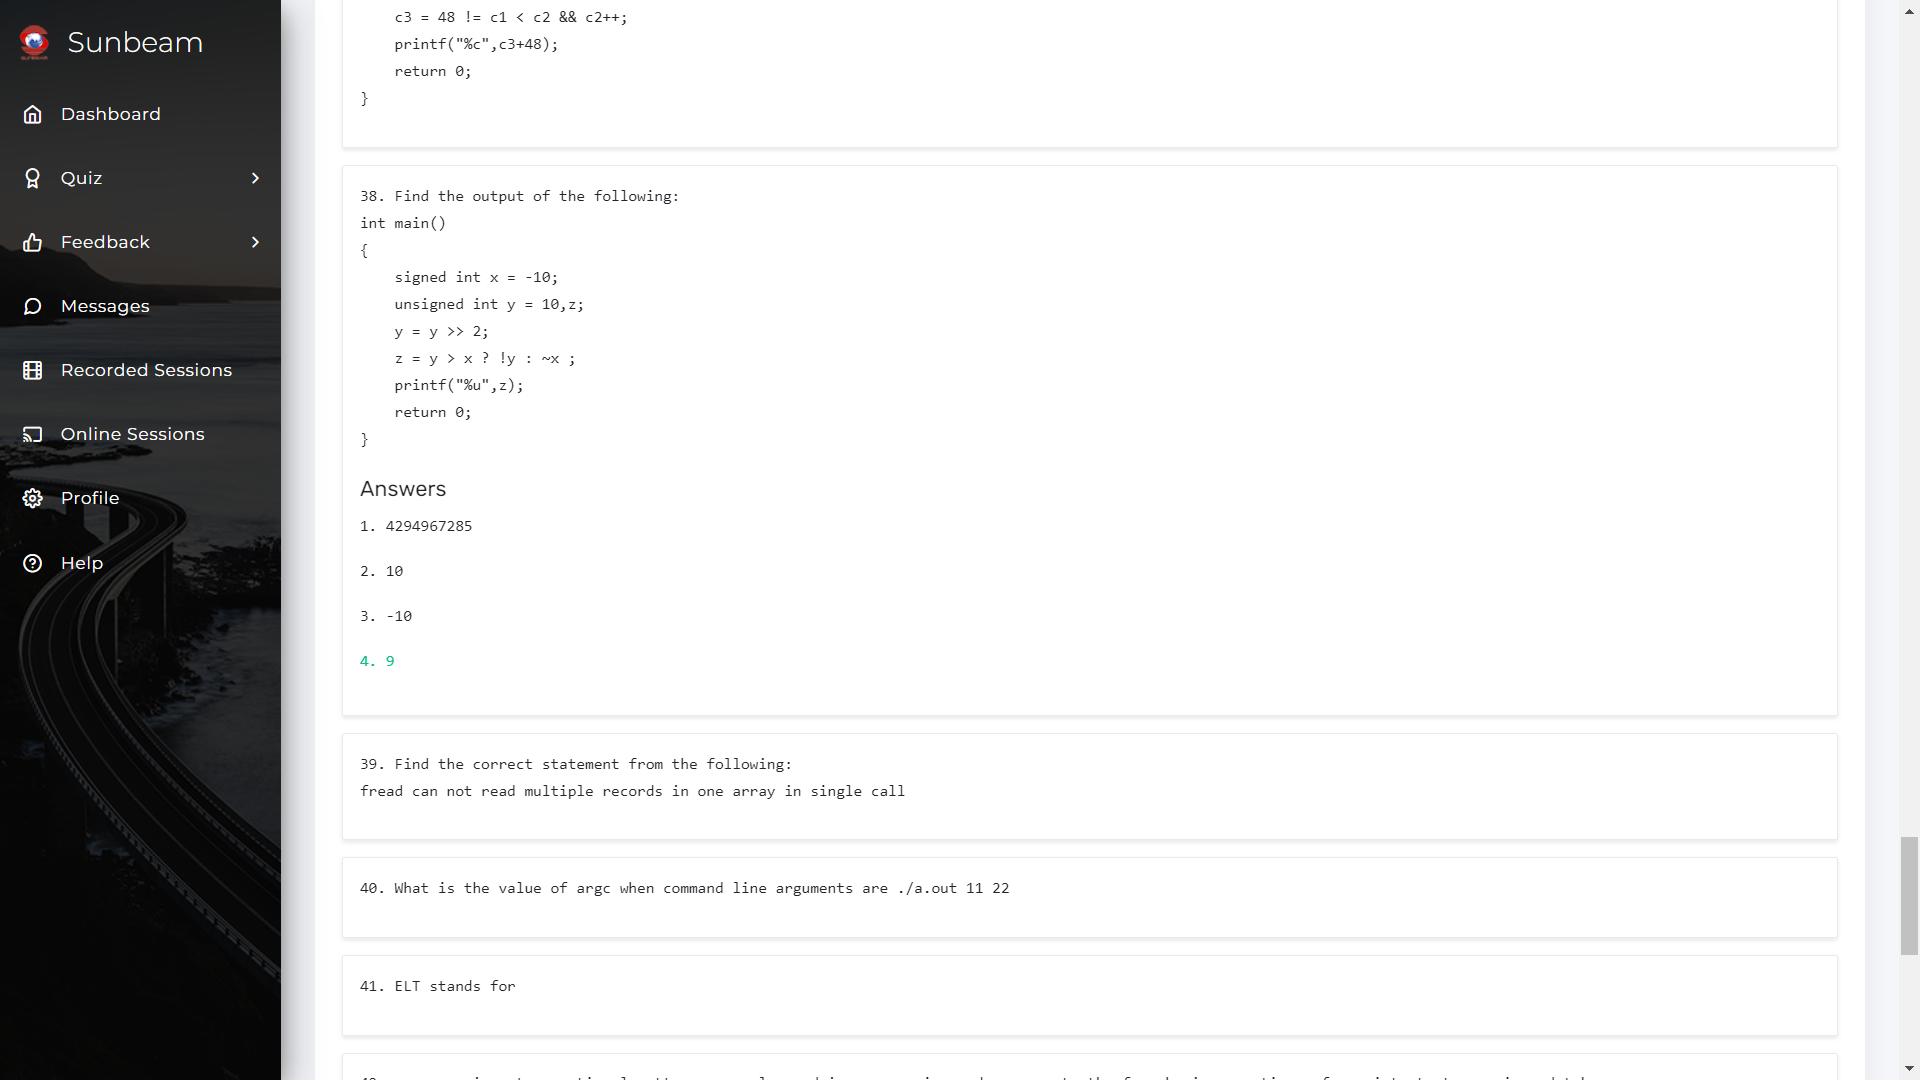 Sunbeam
Dashboard
Quiz
Feedback
Messages
Recorded Sessions
Online Sessions
Profile
Help
c3 = 48 != c1 < c2 && c2++;
printf("%c",c3+48);
return 0;
}
38. Find the output of the following:
int main()
{
signed int x = -10;
unsigned int y = 10,z;
y = y >> 2;
z = y > x ? !y : ~x ;
printf("%u",z);
return 0;
}
Answers
1. 4294967285
2. 10
3. -10
4. 9
39. Find the correct statement from the following:
fread can not read multiple records in one array in single call
40. What is the value of argc when command line arguments are ./a.out 11 22
41. ELT stands for